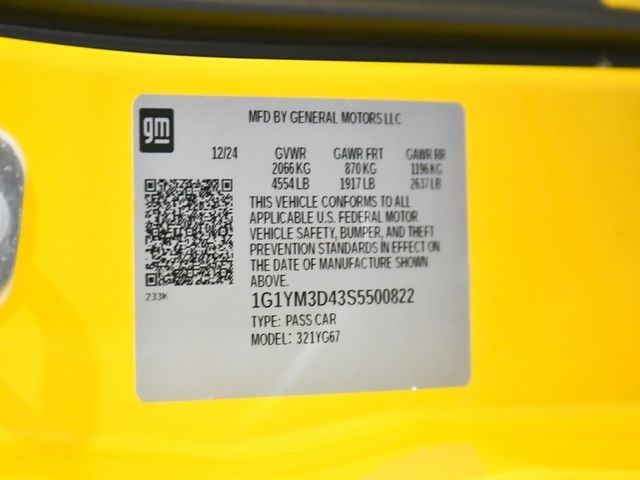 gm
MFD BY GENERAL MOTORS LLC
12/24 GVWR GAWR FRT GAWR RR
2066 KG 870 KG 1196 KG
4554 LB 1917 LB 2637 LB
THIS VEHICLE CONFORMS TO ALL
APPLICABLE U.S. FEDERAL MOTOR
VEHICLE SAFETY, BUMPER, AND THEFT
PREVENTION STANDARDS IN EFFECT ON
THE DATE OF MANUFACTURE SHOWN
ABOVE.
233K
1G1YM3D43S5500822
TYPE: PASS CAR
MODEL: 321YG67